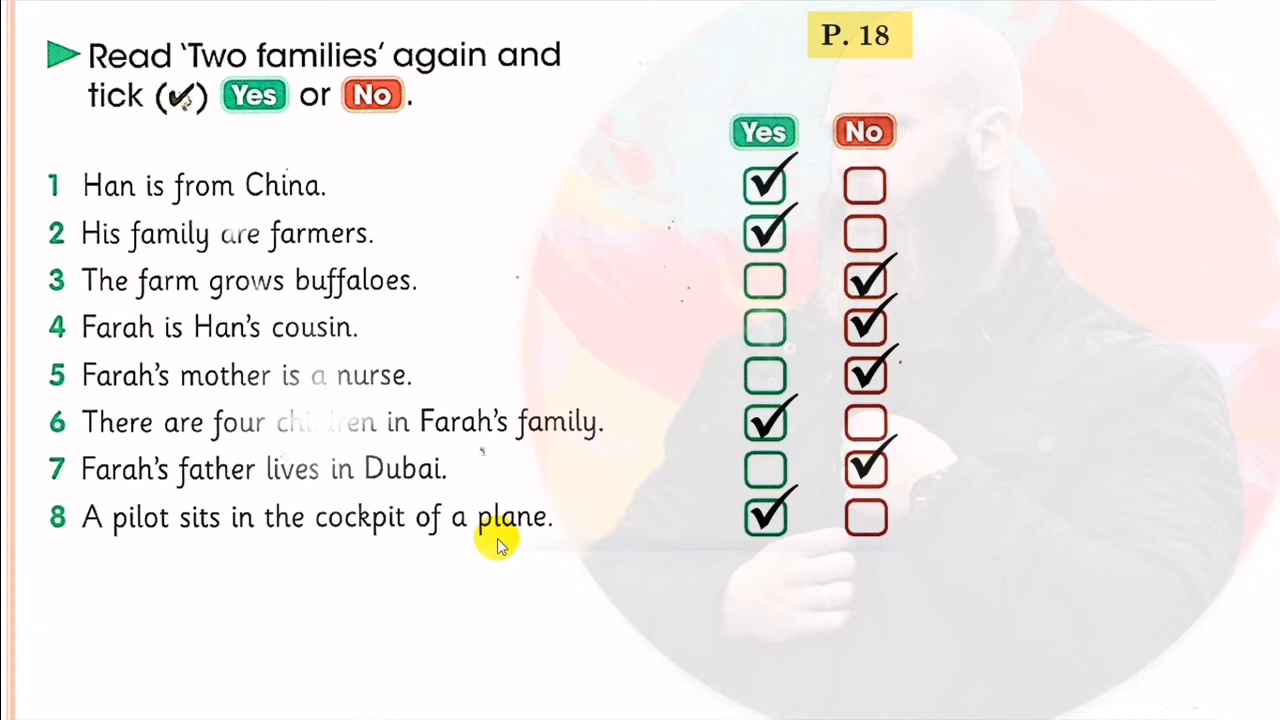 P. 18
Read 'Two families' again and
tick (✔) Yes or No.
Yes No
1 Han is from China.
2 His family are farmers.
3 The farm grows buffaloes.
4 Farah is Han's cousin.
5 Farah's mother is a nurse.
6 There are four children in Farah's family.
7 Farah's father lives in Dubai.
8 A pilot sits in the cockpit of a plane.